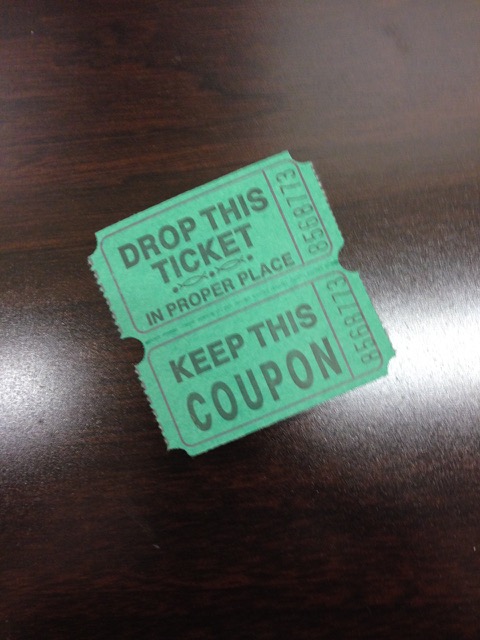 DROP THIS
TICKET
IN PROPER PLACE
8568773
KEEP THIS
COUPON
8568773